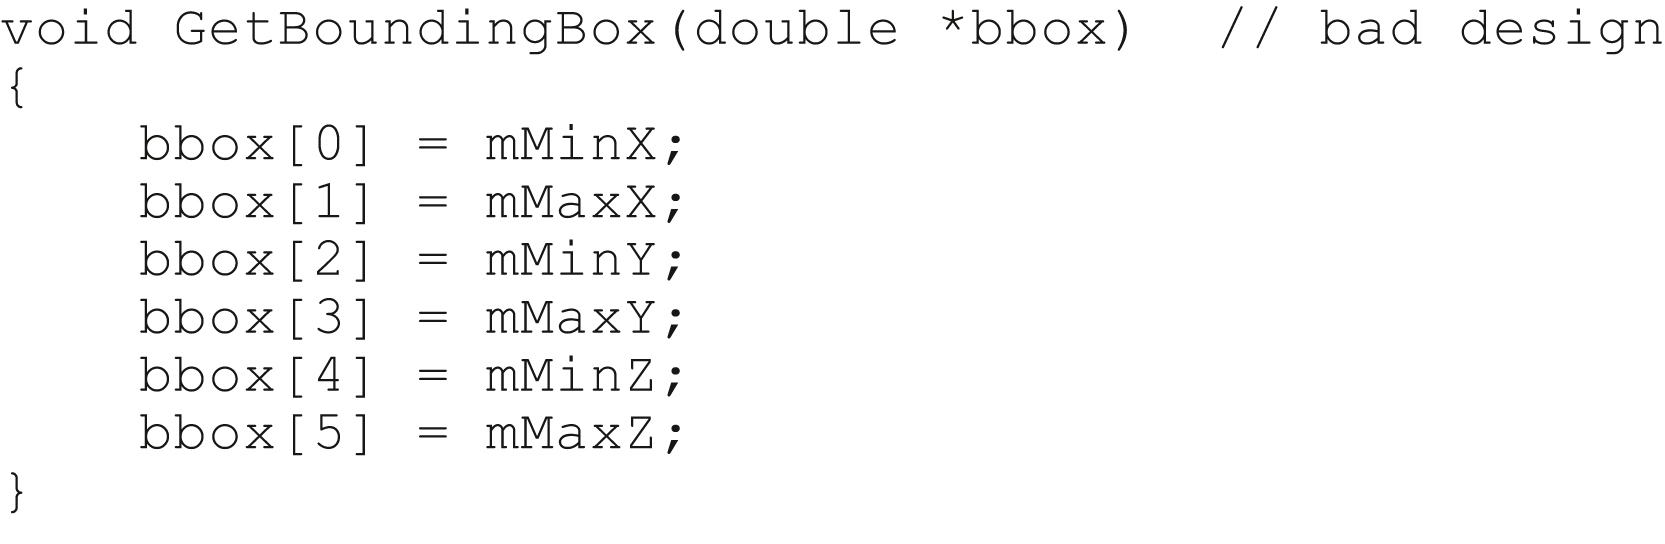 void GetBoundingBox(double *bbox)  // bad design
{
    bbox[0] = mMinX;
    bbox[1] = mMaxX;
    bbox[2] = mMinY;
    bbox[3] = mMaxY;
    bbox[4] = mMinZ;
    bbox[5] = mMaxZ;
}